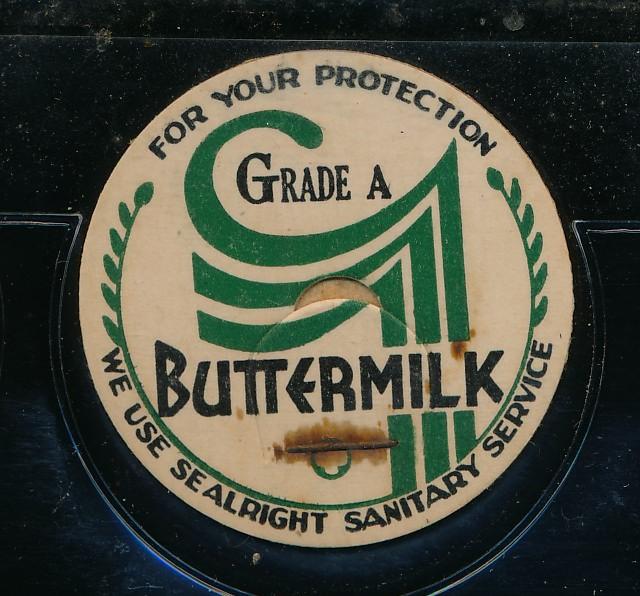 FOR YOUR PROTECTION
GRADE A
BUTTERMILK
WE USE SEALRIGHT SANITARY SERVICE